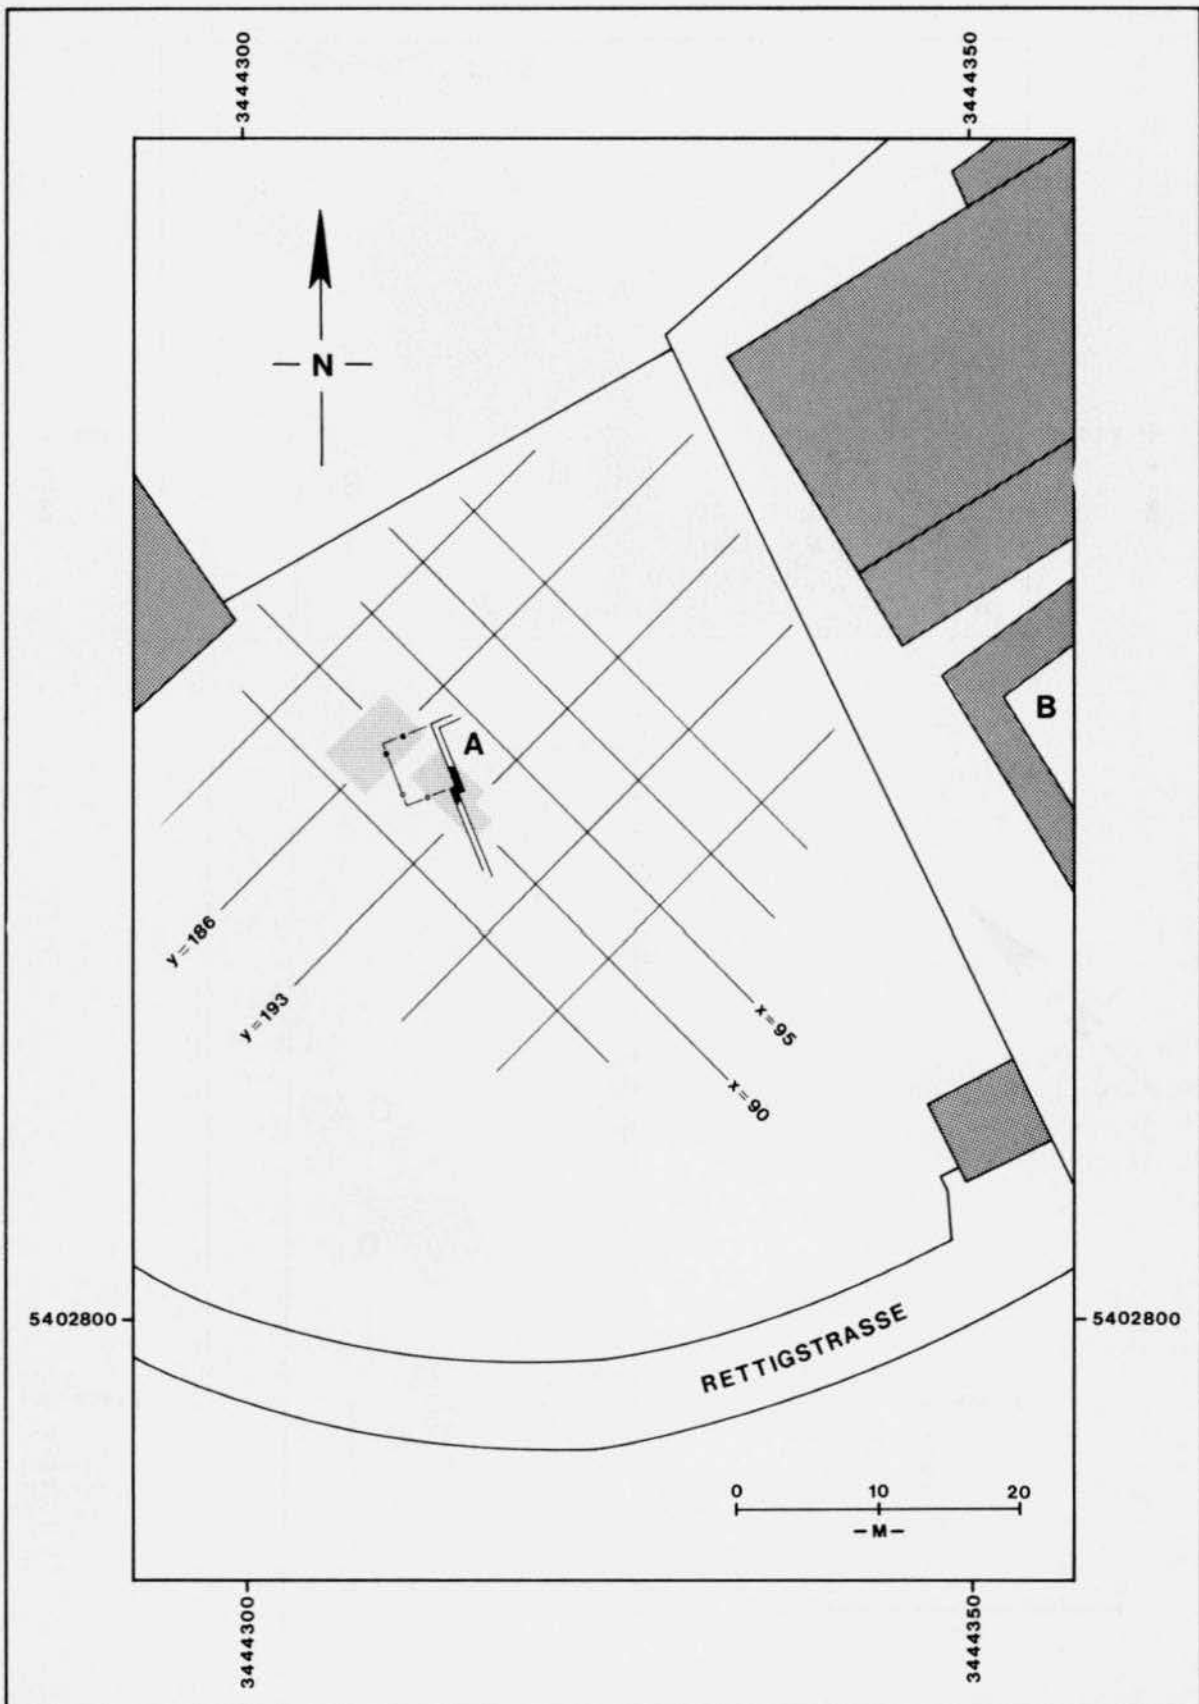 3444300
3444350
– N –
A
B
y = 186
y = 193
x = 95
x = 90
5402800
5402800
RETTIGSTRASSE
0 10 20
– M –
3444300
3444350